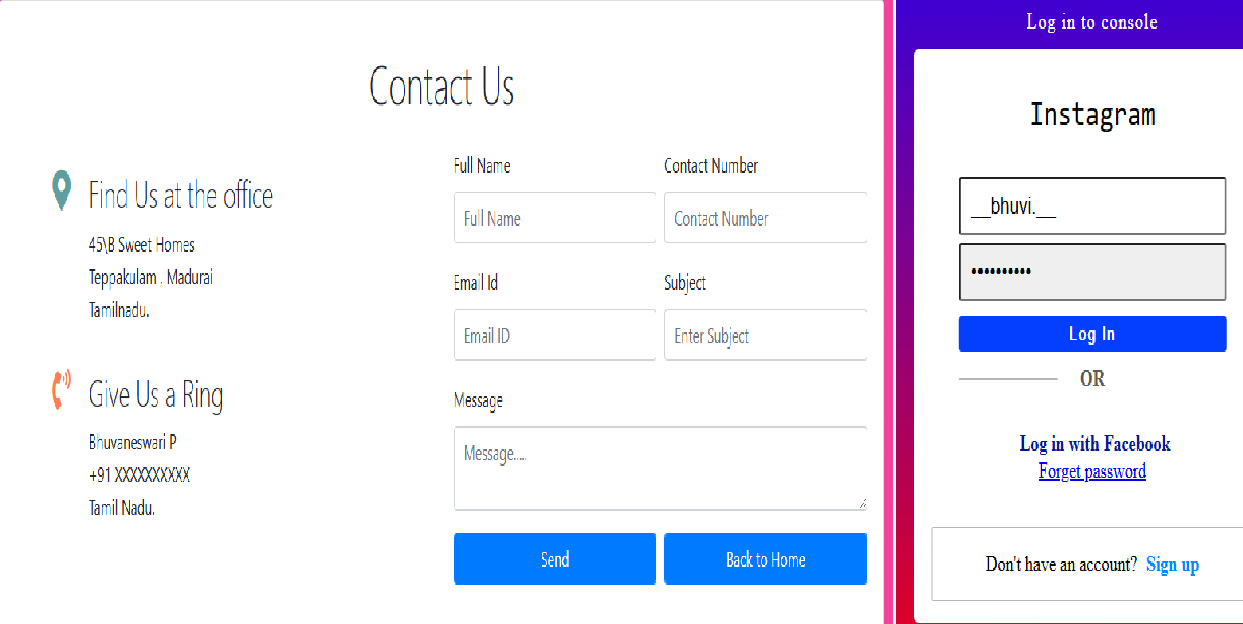 Contact Us
Find Us at the office
45\B Sweet Homes
Teppakulam , Madurai
Tamilnadu.
Give Us a Ring
Bhuvaneswari P
+91 XXXXXXXXXX
Tamil Nadu.
Full Name
Contact Number
Full Name
Contact Number
Email Id
Subject
Email ID
Enter Subject
Message
Message.....
Send
Back to Home
Log in to console
Instagram
__bhuvi.__
••••••••••
Log In
OR
Log in with Facebook
Forget password
Don't have an account? Sign up